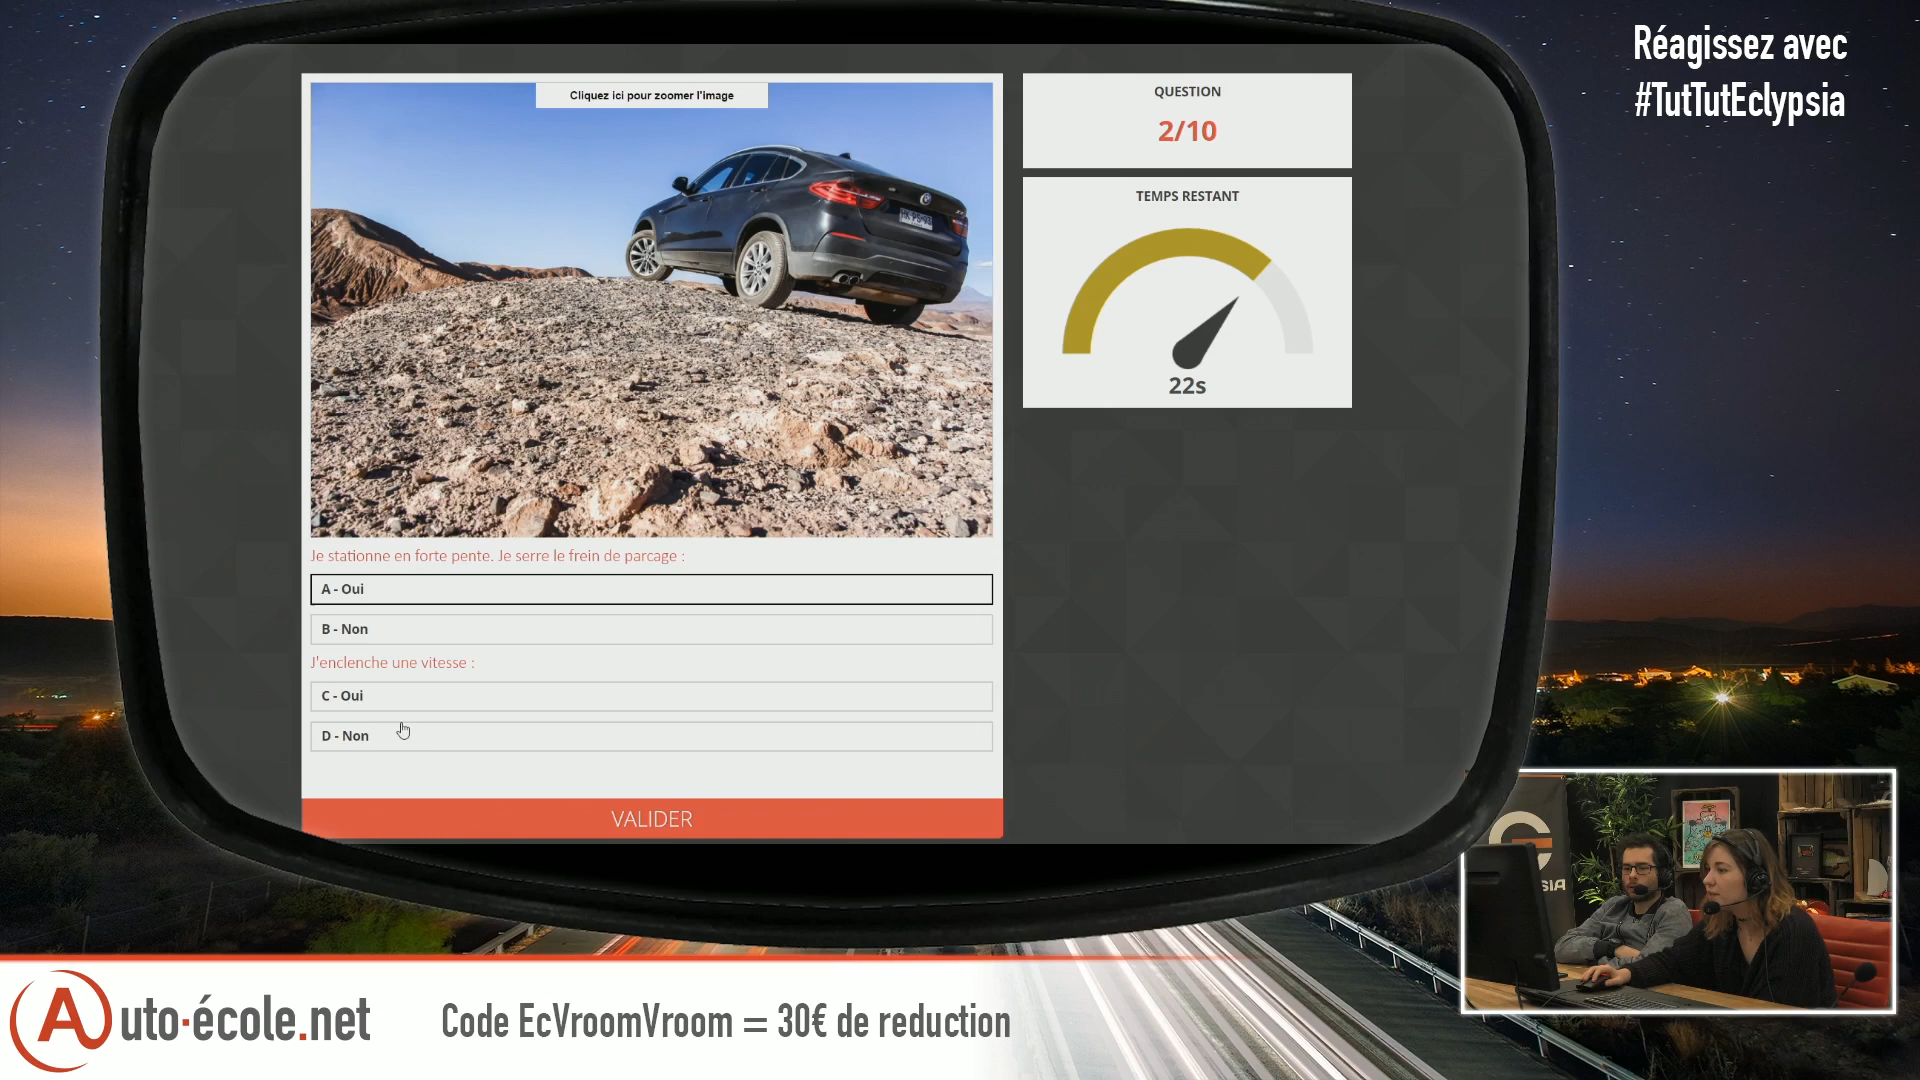 Réagissez avec
#TutTutEclypsia
Cliquez ici pour zoomer l'image
QUESTION
2/10
TEMPS RESTANT
22s
Je stationne en forte pente. Je serre le frein de parcage :
A - Oui
B - Non
J'enclenche une vitesse :
C - Oui
D - Non
VALIDER
Auto·école.net
Code EcVroomVroom = 30€ de reduction